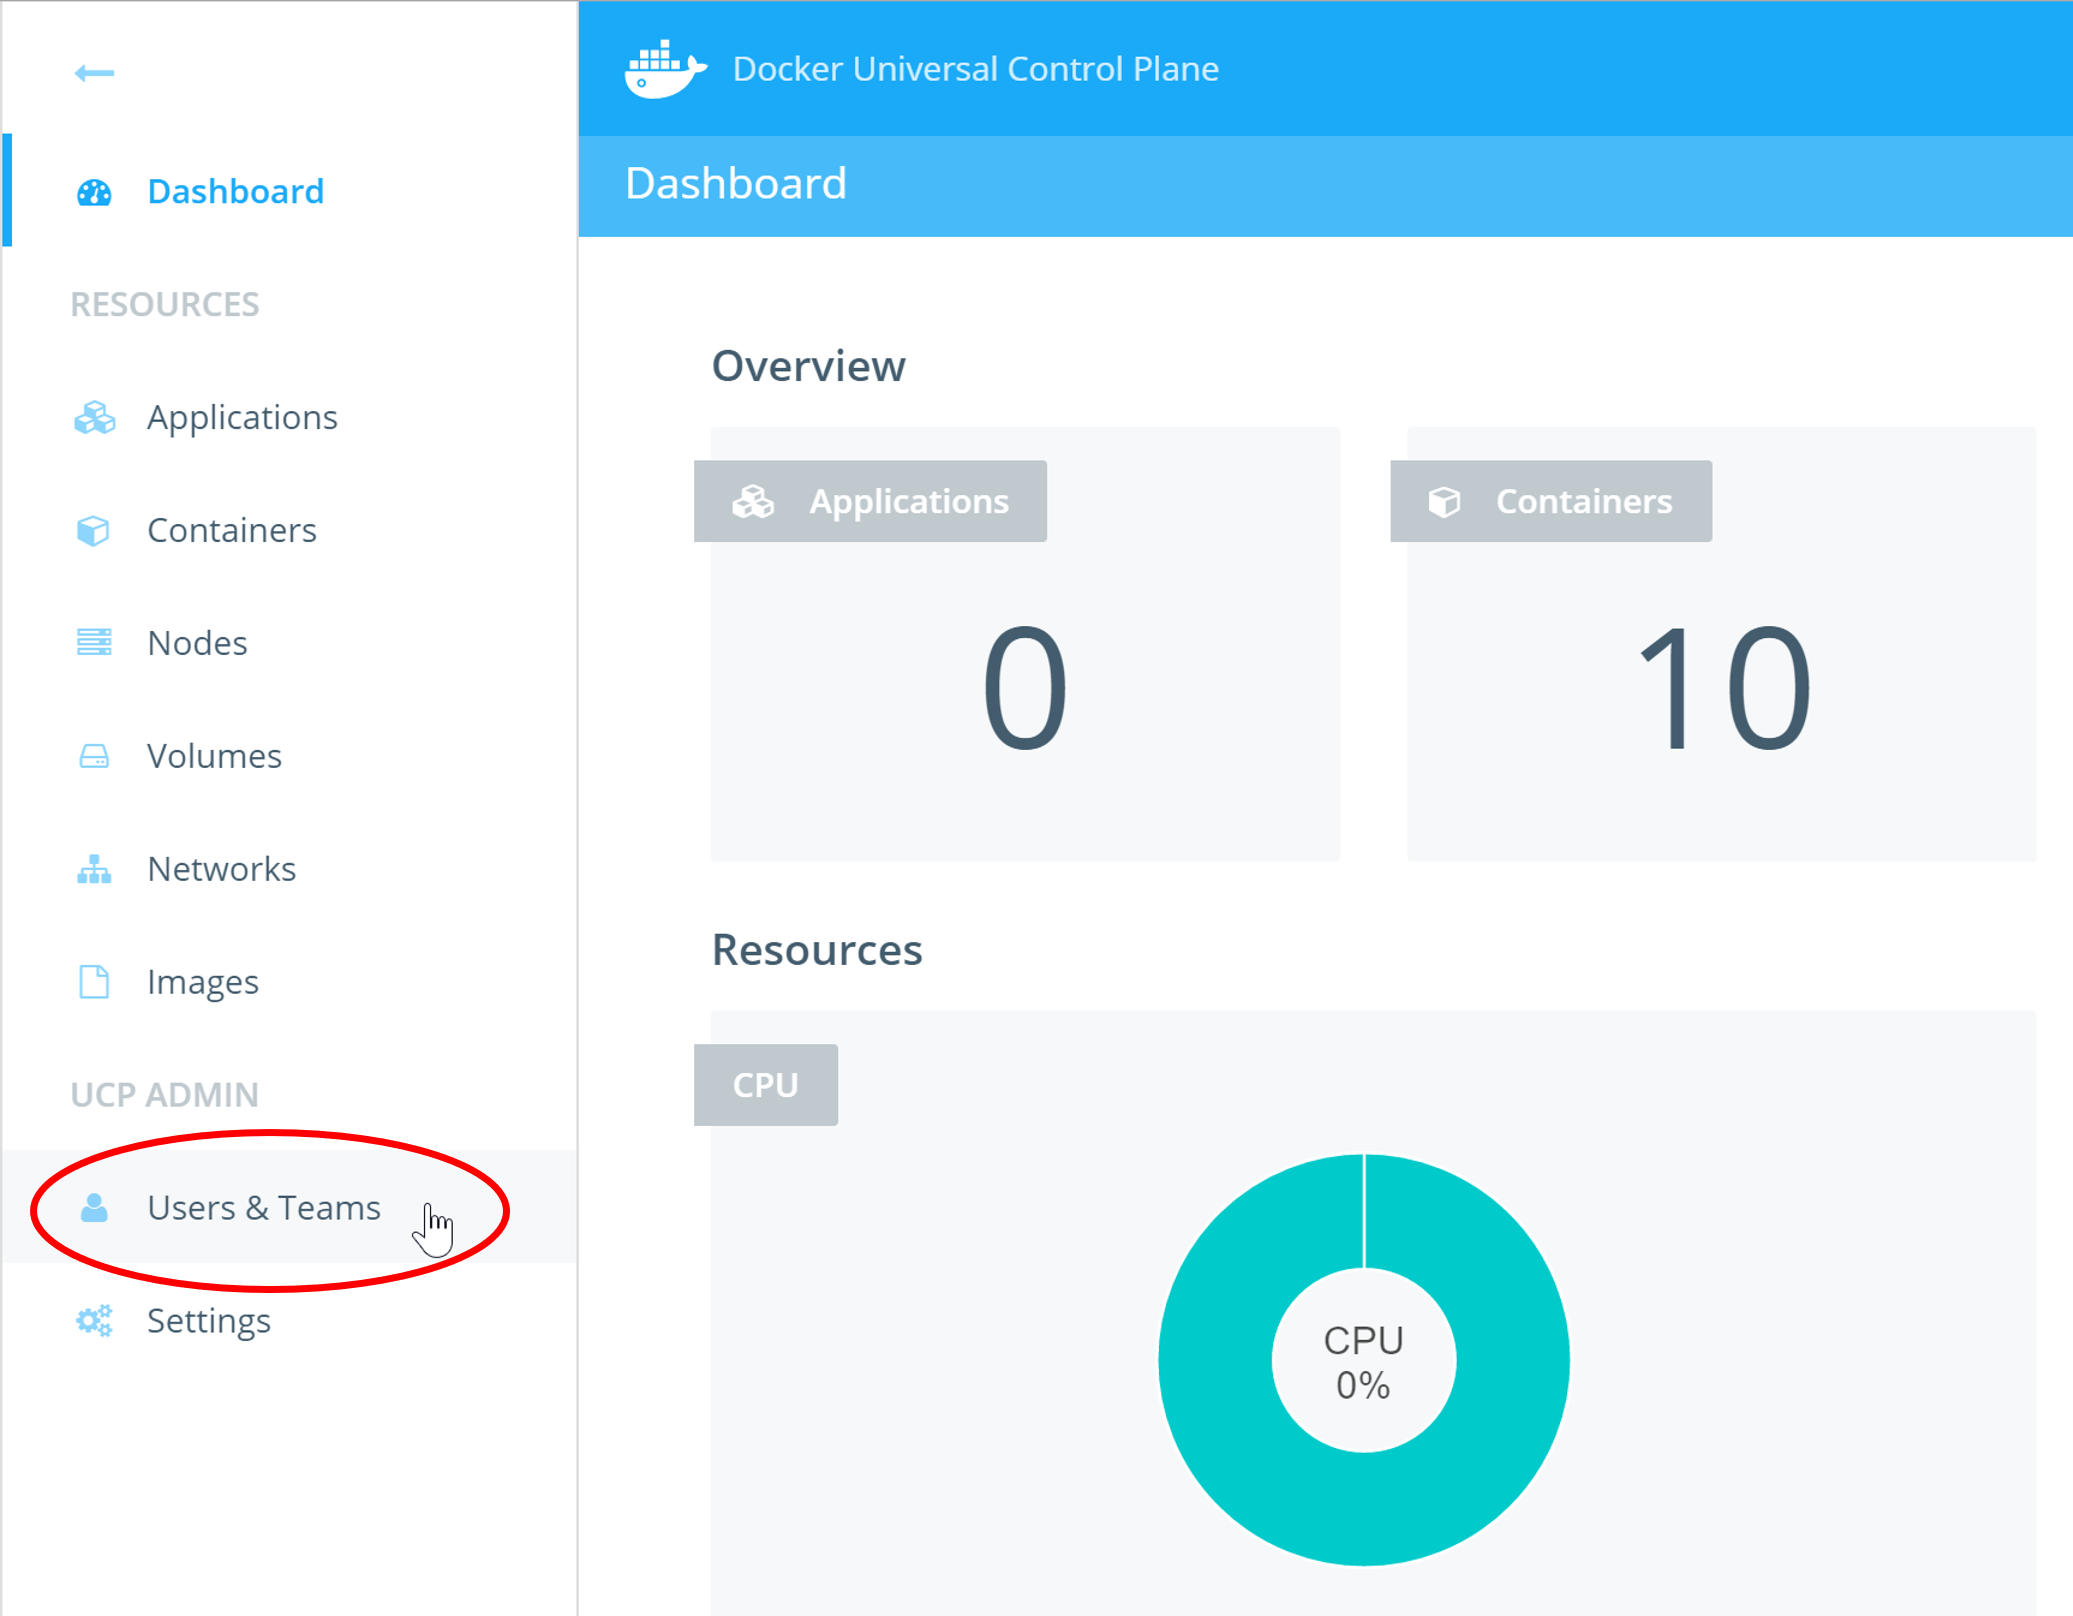 Dashboard
RESOURCES
Applications
Containers
Nodes
Volumes
Networks
Images
UCP ADMIN
Users & Teams
Settings
Docker Universal Control Plane
Dashboard
Overview
Applications
0
Containers
10
Resources
CPU
CPU
0%